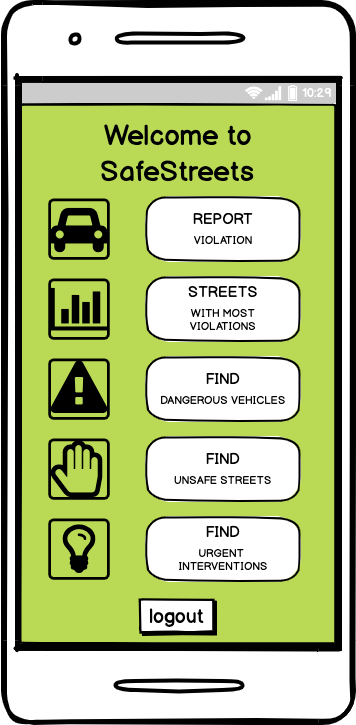 10:29
Welcome to
SafeStreets
REPORT
VIOLATION
STREETS
WITH MOST
VIOLATIONS
FIND
DANGEROUS VEHICLES
FIND
UNSAFE STREETS
FIND
URGENT
INTERVENTIONS
logout